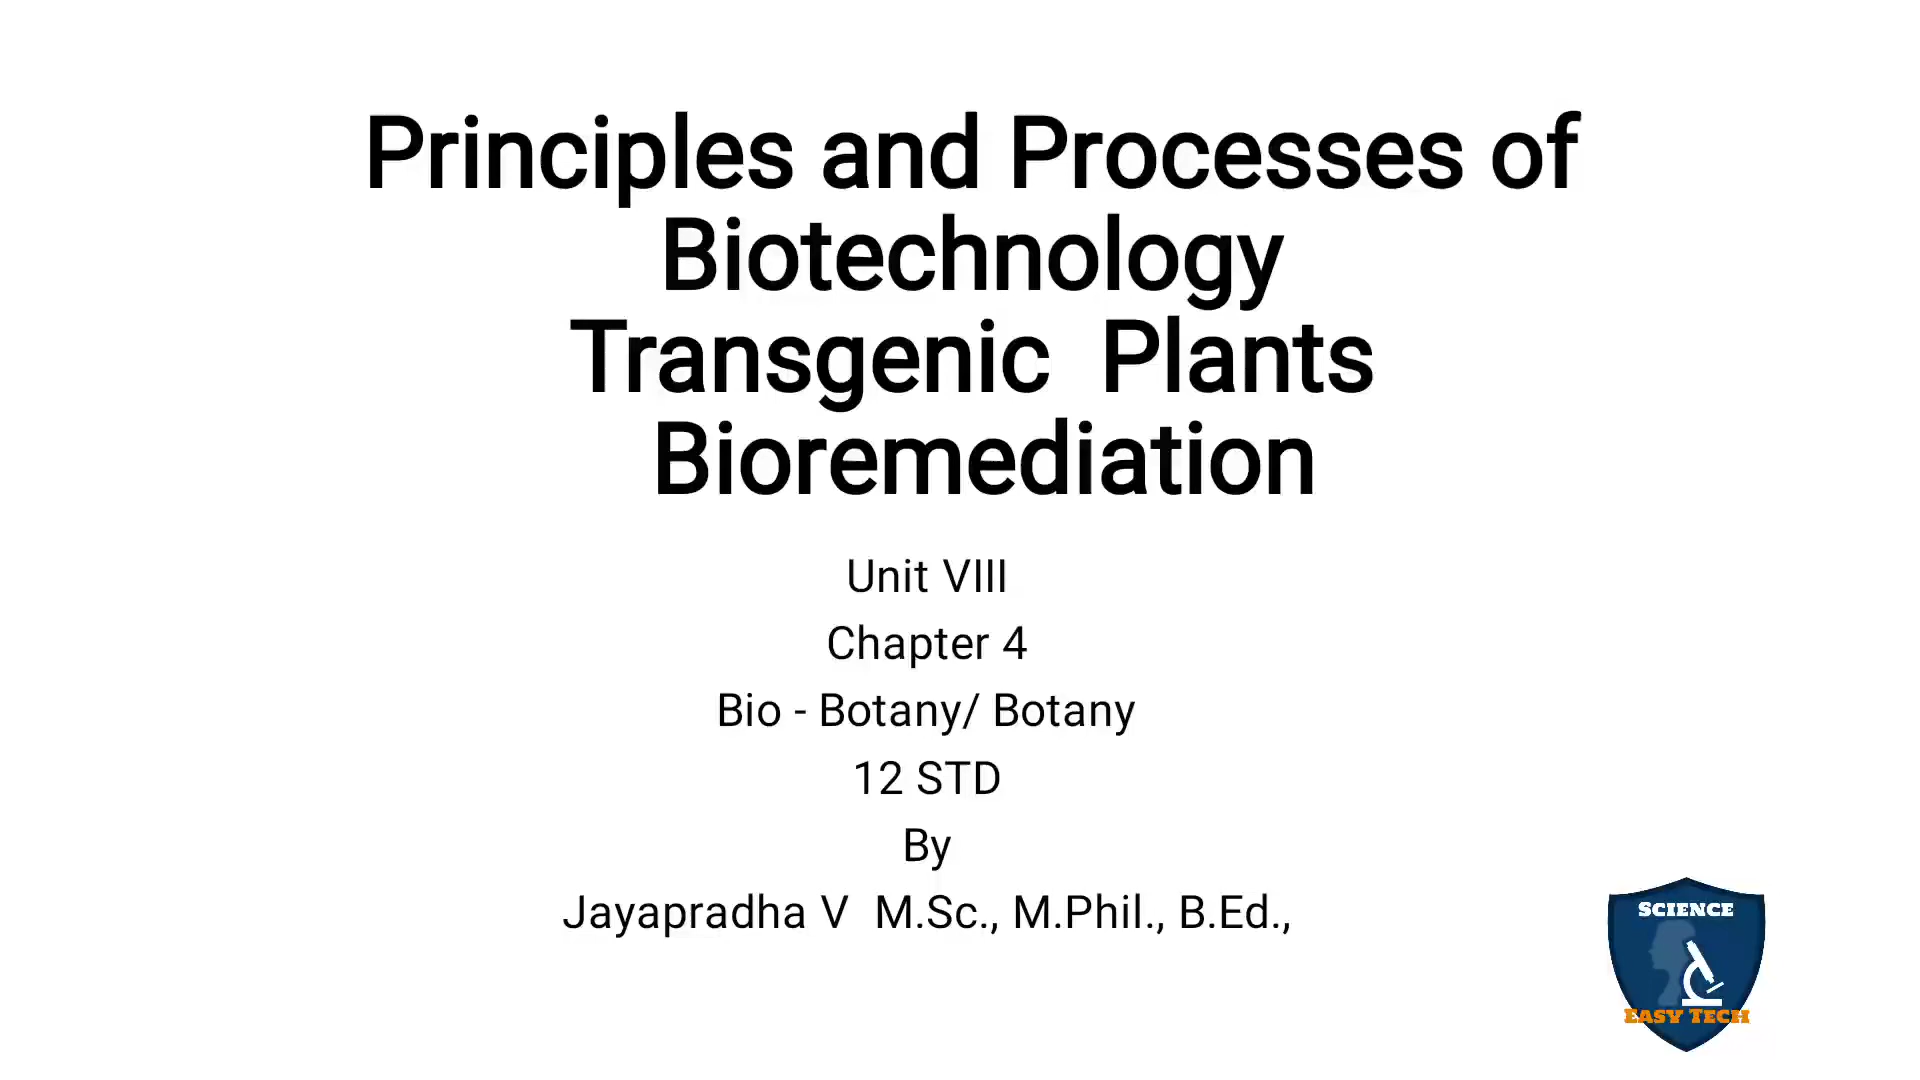 Principles and Processes of
Biotechnology
Transgenic  Plants
Bioremediation
Unit VIII
Chapter 4
Bio - Botany/ Botany
12 STD
By
Jayapradha V  M.Sc., M.Phil., B.Ed.,
SCIENCE
EASY TECH